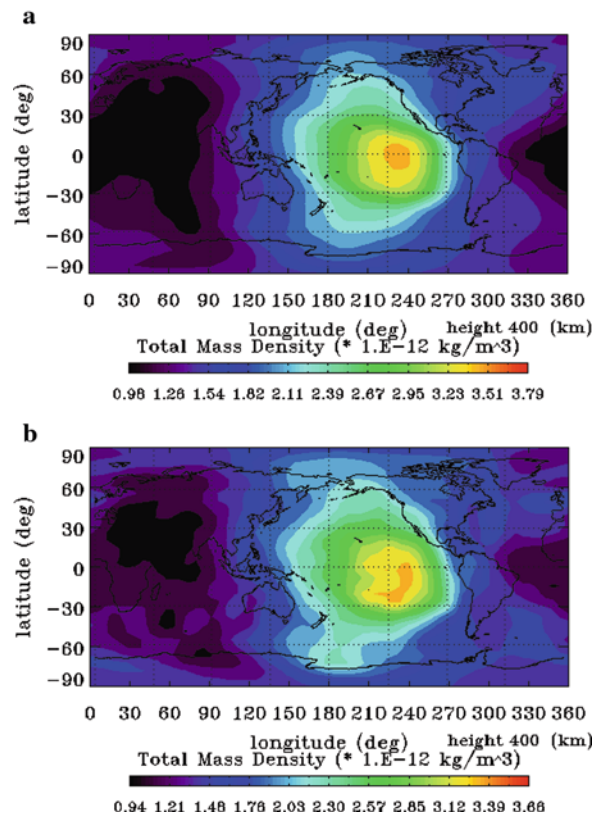 a
90
60
30
0
−30
−60
−90
latitude (deg)
0 30 60 90 120 150 180 210 240 270 300 330 360
longitude (deg) height 400 (km)
Total Mass Density (* 1.E-12 kg/m^3)
0.98 1.26 1.54 1.82 2.11 2.39 2.67 2.95 3.23 3.51 3.79
b
90
60
30
0
−30
−60
−90
latitude (deg)
0 30 60 90 120 150 180 210 240 270 300 330 360
longitude (deg) height 400 (km)
Total Mass Density (* 1.E-12 kg/m^3)
0.94 1.21 1.48 1.76 2.03 2.30 2.57 2.85 3.12 3.39 3.66